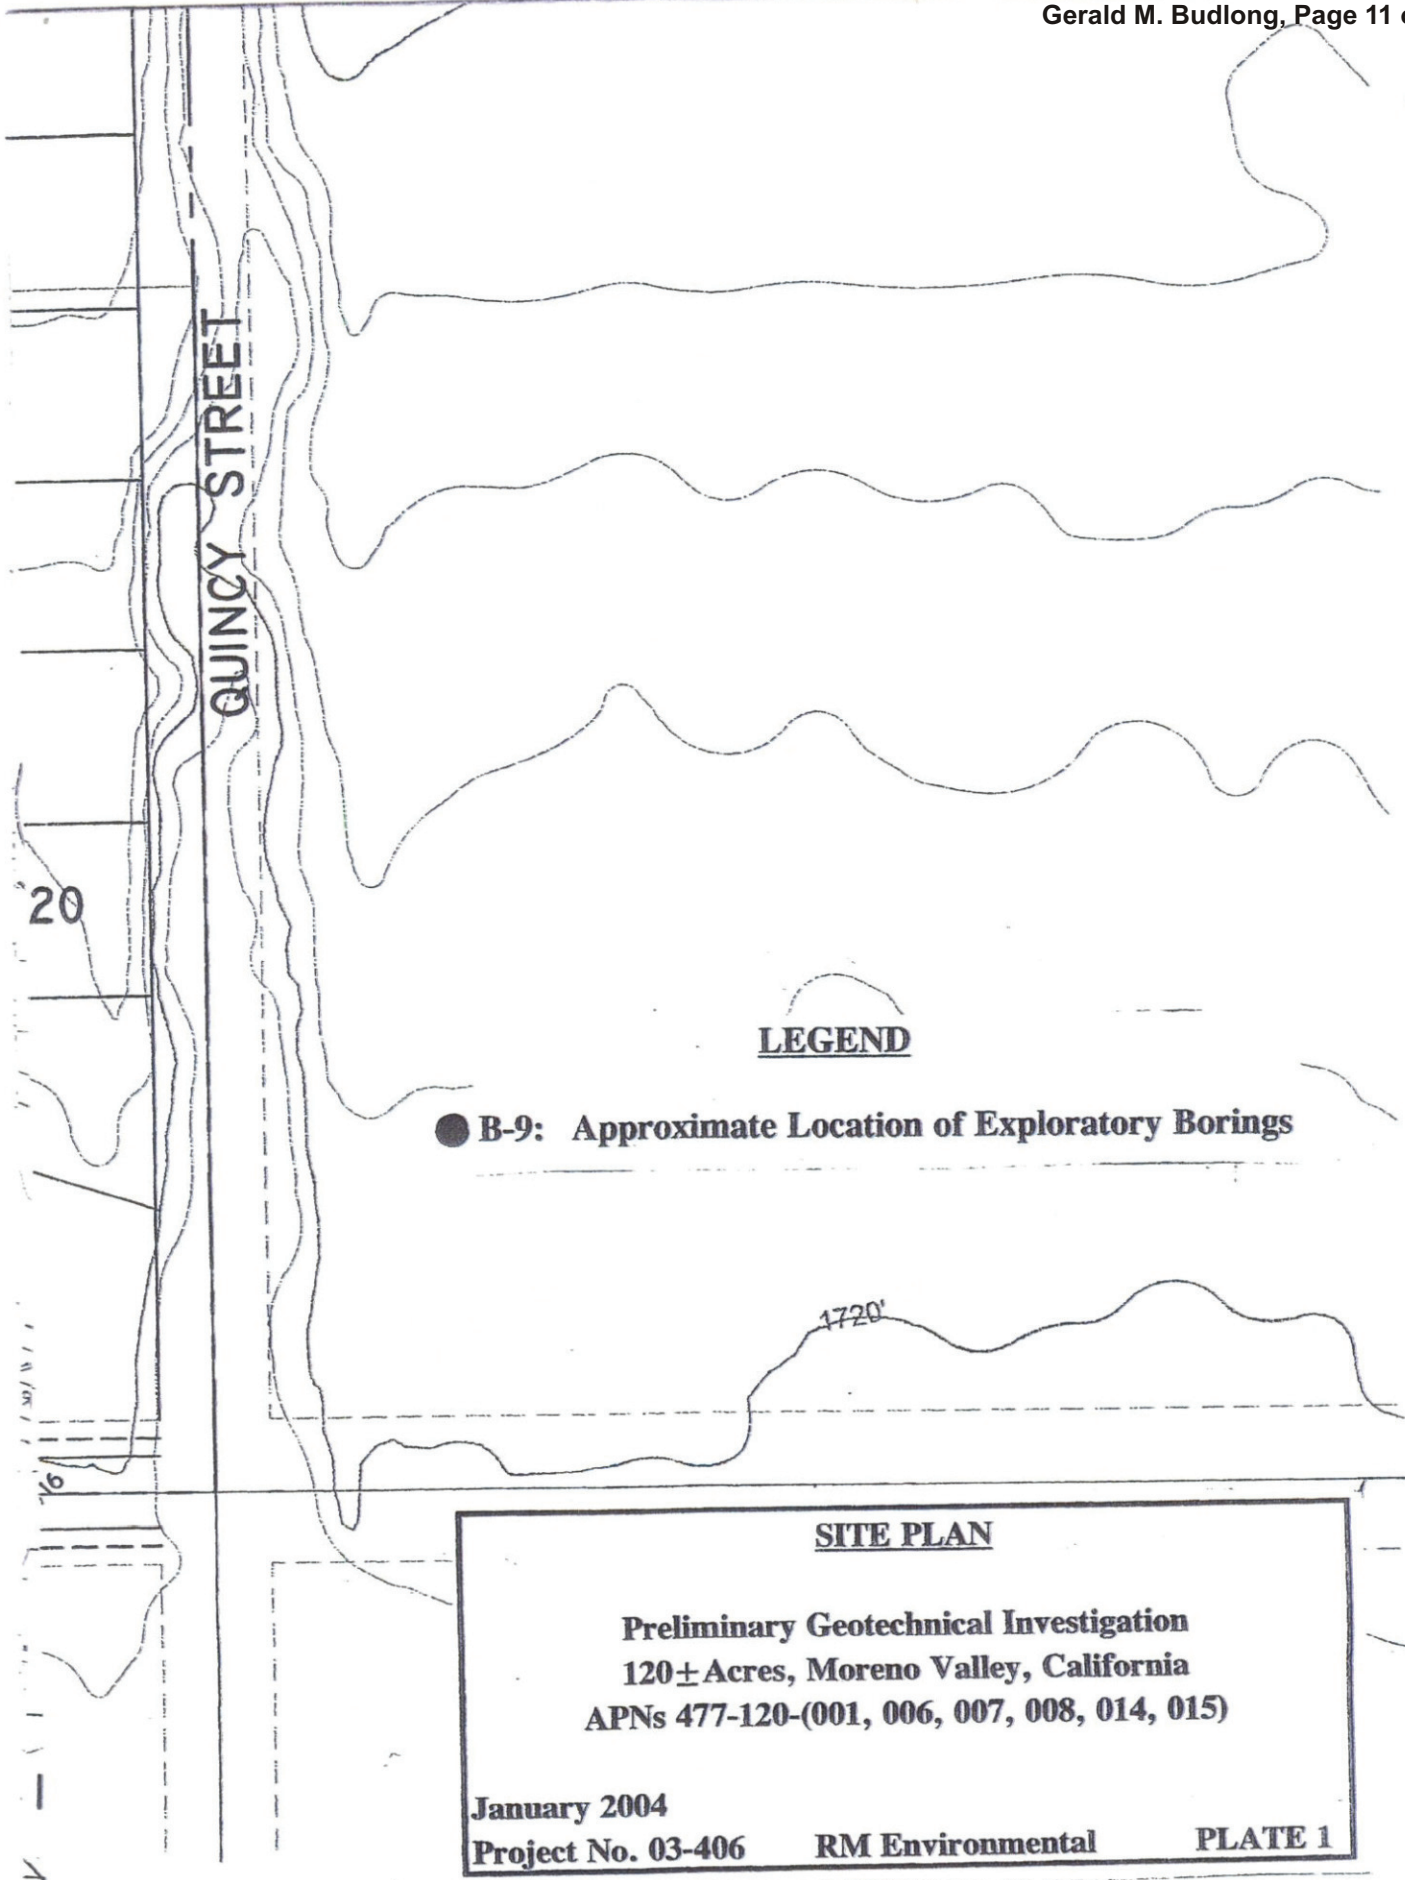 Gerald M. Budlong, Page 11
QUINCY STREET
20
LEGEND
B-9: Approximate Location of Exploratory Borings
1720'
16
SITE PLAN
Preliminary Geotechnical Investigation
120±Acres, Moreno Valley, California
APNs 477-120-(001, 006, 007, 008, 014, 015)
January 2004
Project No. 03-406 RM Environmental PLATE 1